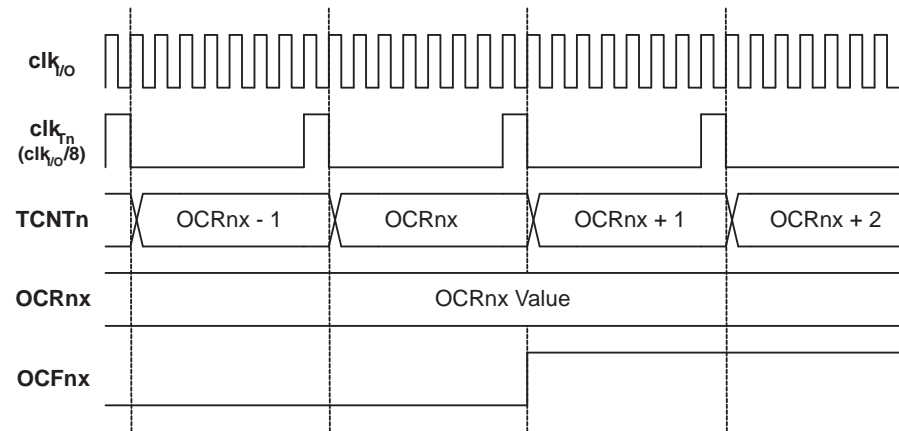 clkI/O
clkTn
(clkI/O/8)
TCNTn OCRnx - 1 OCRnx OCRnx + 1 OCRnx + 2
OCRnx OCRnx Value
OCFnx